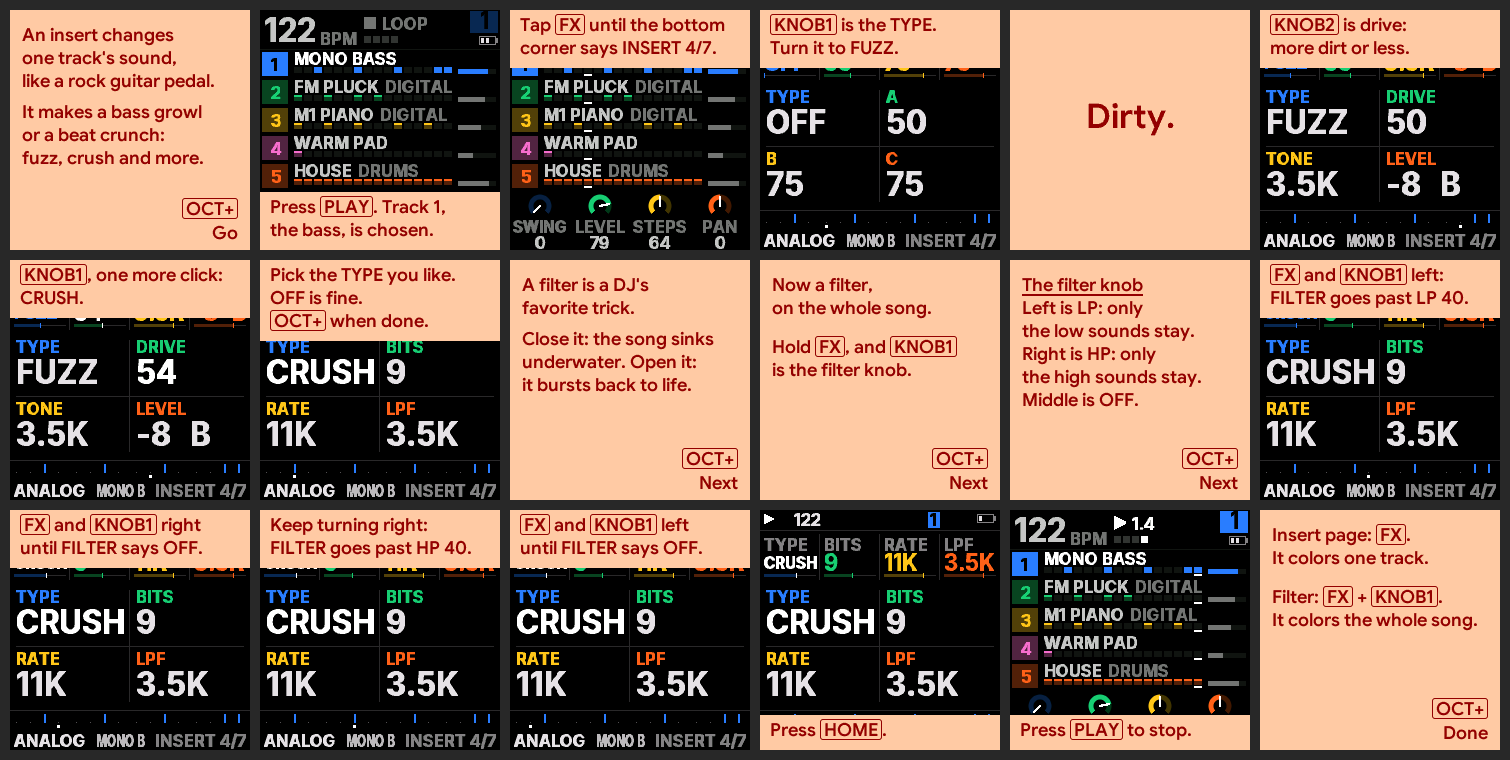 An insert changes
one track's sound,
like a rock guitar pedal.
It makes a bass growl
or a beat crunch:
fuzz, crush and more.
OCT+
Go
122 BPM LOOP 1
1 MONO BASS
2 FM PLUCK DIGITAL
3 M1 PIANO DIGITAL
4 WARM PAD
5 HOUSE DRUMS
Press PLAY. Track 1,
the bass, is chosen.
Tap FX until the bottom
corner says INSERT 4/7.
2 FM PLUCK DIGITAL
3 M1 PIANO DIGITAL
4 WARM PAD
5 HOUSE DRUMS
SWING LEVEL STEPS PAN
0 79 64 0
KNOB1 is the TYPE.
Turn it to FUZZ.
TYPE A
OFF 50
B C
75 75
ANALOG MONO B INSERT 4/7
Dirty.
KNOB2 is drive:
more dirt or less.
TYPE DRIVE
FUZZ 50
TONE LEVEL
3.5K -8 B
ANALOG MONO B INSERT 4/7
KNOB1, one more click:
CRUSH.
TYPE DRIVE
FUZZ 54
TONE LEVEL
3.5K -8 B
ANALOG MONO B INSERT 4/7
Pick the TYPE you like.
OFF is fine.
OCT+ when done.
TYPE BITS
CRUSH 9
RATE LPF
11K 3.5K
ANALOG MONO B INSERT 4/7
A filter is a DJ's
favorite trick.
Close it: the song sinks
underwater. Open it:
it bursts back to life.
OCT+
Next
Now a filter,
on the whole song.
Hold FX, and KNOB1
is the filter knob.
OCT+
Next
The filter knob
Left is LP: only
the low sounds stay.
Right is HP: only
the high sounds stay.
Middle is OFF.
OCT+
Next
FX and KNOB1 left:
FILTER goes past LP 40.
TYPE BITS
CRUSH 9
RATE LPF
11K 3.5K
ANALOG MONO B INSERT 4/7
FX and KNOB1 right
until FILTER says OFF.
TYPE BITS
CRUSH 9
RATE LPF
11K 3.5K
ANALOG MONO B INSERT 4/7
Keep turning right:
FILTER goes past HP 40.
TYPE BITS
CRUSH 9
RATE LPF
11K 3.5K
ANALOG MONO B INSERT 4/7
FX and KNOB1 left
until FILTER says OFF.
TYPE BITS
CRUSH 9
RATE LPF
11K 3.5K
ANALOG MONO B INSERT 4/7
122 1
TYPE BITS RATE LPF
CRUSH 9 11K 3.5K
TYPE BITS
CRUSH 9
RATE LPF
11K 3.5K
Press HOME.
122 BPM 1.4 1
1 MONO BASS
2 FM PLUCK DIGITAL
3 M1 PIANO DIGITAL
4 WARM PAD
5 HOUSE DRUMS
Press PLAY to stop.
Insert page: FX.
It colors one track.
Filter: FX + KNOB1.
It colors the whole song.
OCT+
Done